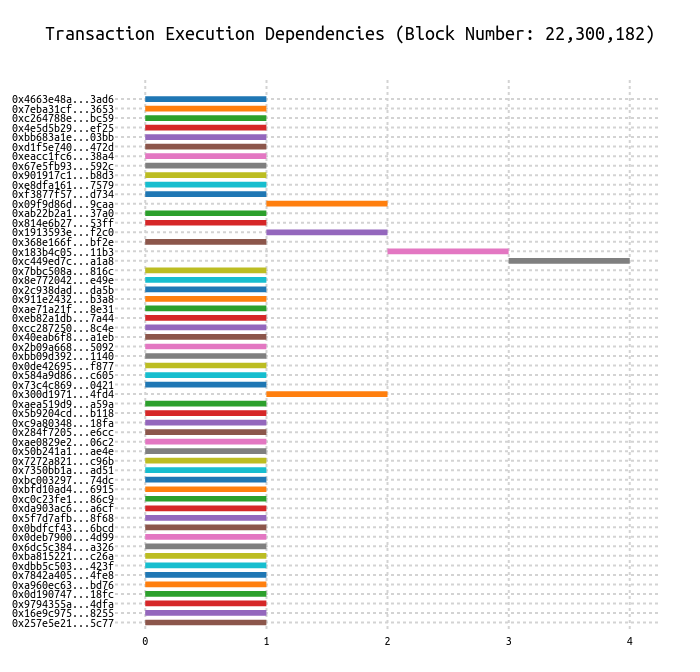 Transaction Execution Dependencies (Block Number: 22,300,182)
0x4663e48a...3ad6
0x7eba31cf...3653
0xc264788e...bc59
0x4e5d5b29...ef25
0xbb683a1e...03bb
0xd1f5e740...472d
0xeacc1fc6...38a4
0x67e5fb93...592c
0x901917c1...b8d3
0xe8dfa161...7579
0xf3877f57...d734
0x09f9d86d...9caa
0xab22b2a1...37a0
0x814e6b27...53ff
0x1913593e...f2c0
0x368e166f...bf2e
0x183b4c05...11b3
0xc449ed7c...a1a8
0x7bbc508a...816c
0x8e772042...e49e
0x2c938dad...da5b
0x911e2432...b3a8
0xae71a21f...8e31
0xeb82a1db...7a44
0xcc287250...8c4e
0x40eab6f8...a1eb
0x2b09a668...5092
0xbb09d392...1140
0x0de42695...f877
0x584a9d86...c605
0x73c4c869...0421
0x300d1971...4fd4
0xaea519d9...a59a
0x5b9204cd...b118
0xc9a80348...18fa
0x284f7205...e6cc
0xae0829e2...06c2
0x50b241a1...ae4e
0x7272a821...c96b
0x7350bb1a...ad51
0xbc003297...74dc
0xbfd10ad4...6915
0xc0c23fe1...86c9
0xda903ac6...a6cf
0x5f7d7afb...8f68
0x0bdfcf43...6bcd
0x0deb7900...4d99
0x6dc5c384...a326
0xba815221...c26a
0xdbb5c503...423f
0x7842a405...4fe8
0xa960ec63...bd76
0x0d190747...18fc
0x9794355a...4dfa
0x16e9c975...8255
0x257e5e21...5c77
0 1 2 3 4